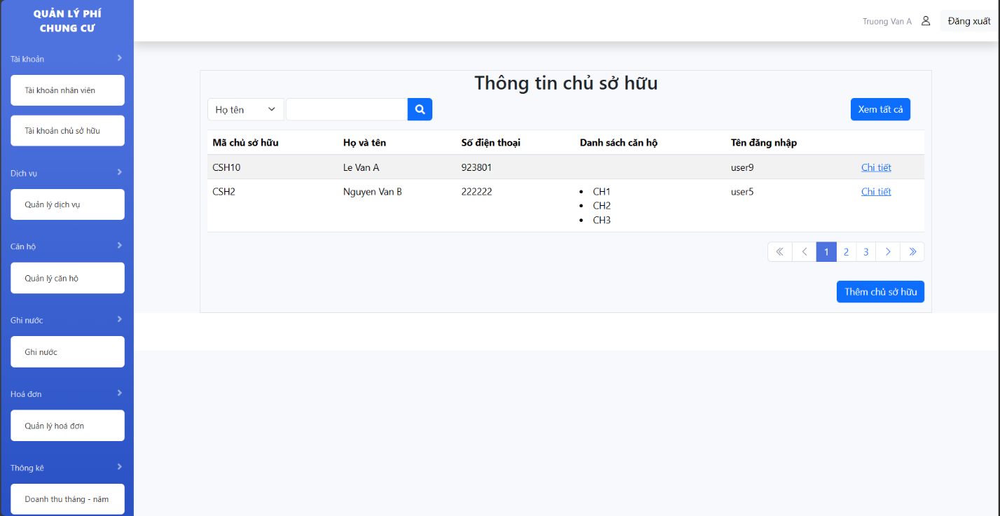 QUẢN LÝ PHÍ
CHUNG CƯ
Truong Van A
Đăng xuất
Tài khoản
Tài khoản nhân viên
Tài khoản chủ sở hữu
Dịch vụ
Quản lý dịch vụ
Căn hộ
Quản lý căn hộ
Ghi nước
Ghi nước
Hoá đơn
Quản lý hoá đơn
Thông kê
Doanh thu tháng - năm
Thông tin chủ sở hữu
Họ tên
Xem tất cả
Mã chủ sở hữu Họ và tên Số điện thoại Danh sách căn hộ Tên đăng nhập
CSH10 Le Van A 923801 user9 Chi tiết
CSH2 Nguyen Van B 222222 • CH1 user5 Chi tiết
• CH2
• CH3
« ‹ 1 2 3 › »
Thêm chủ sở hữu